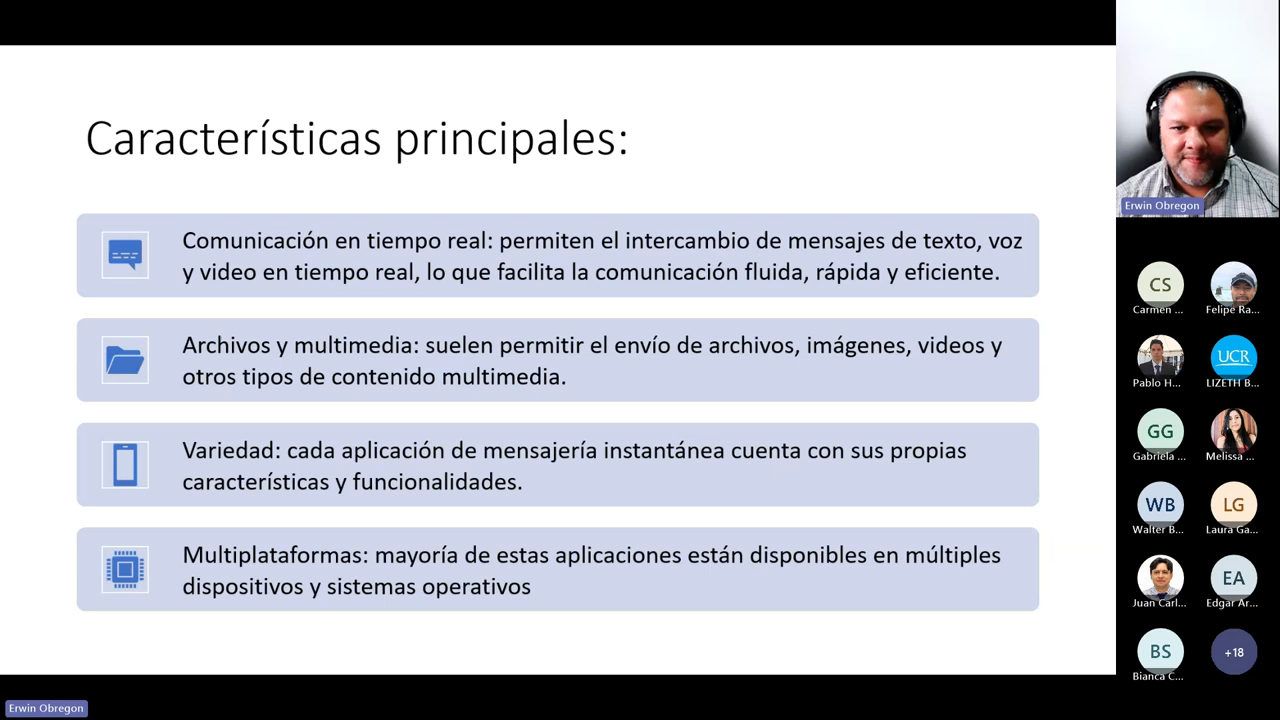 Características principales:
Comunicación en tiempo real: permiten el intercambio de mensajes de texto, voz
y video en tiempo real, lo que facilita la comunicación fluida, rápida y eficiente.
Archivos y multimedia: suelen permitir el envío de archivos, imágenes, videos y
otros tipos de contenido multimedia.
Variedad: cada aplicación de mensajería instantánea cuenta con sus propias
características y funcionalidades.
Multiplataformas: mayoría de estas aplicaciones están disponibles en múltiples
dispositivos y sistemas operativos
Erwin Obregon
Erwin Obregon
CS
Carmen ...
Felipe Ra...
Pablo H...
UCR
LIZETH B...
GG
Gabriela ...
Melissa ...
WB
Walter B...
LG
Laura Ga...
Juan Carl...
EA
Edgar Ar...
BS
Bianca C...
+18